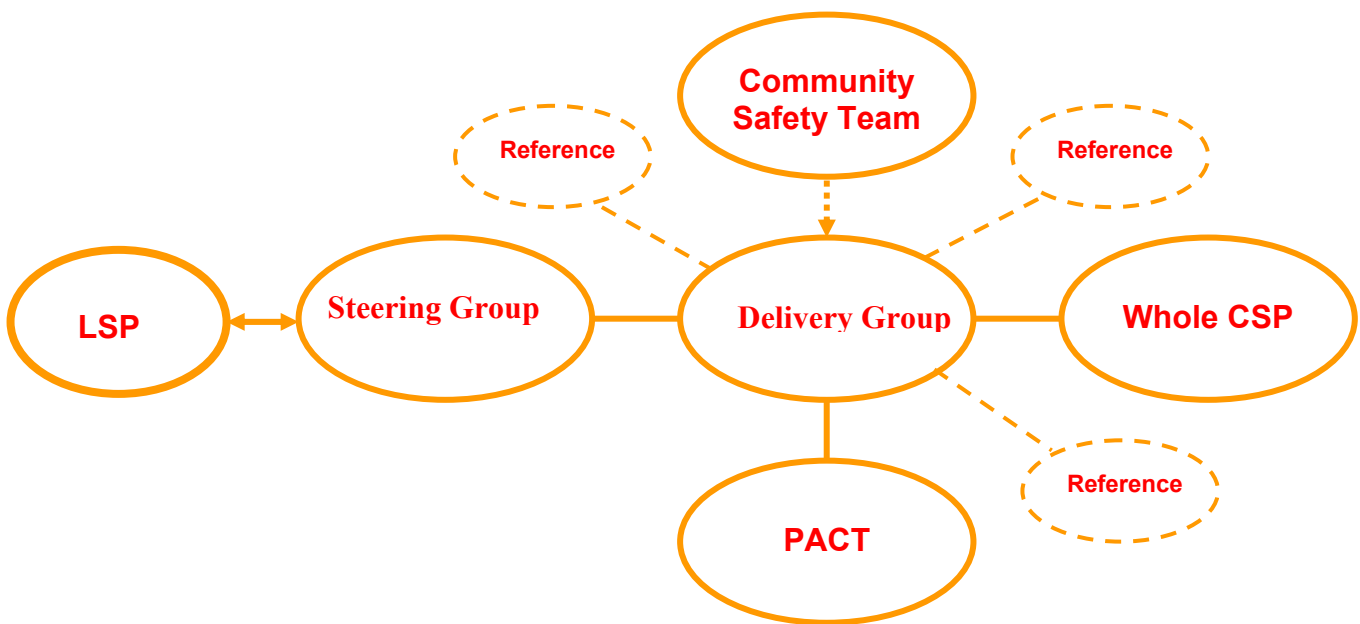 Community
Safety Team
Reference
Reference
LSP
Steering Group
Delivery Group
Whole CSP
Reference
PACT